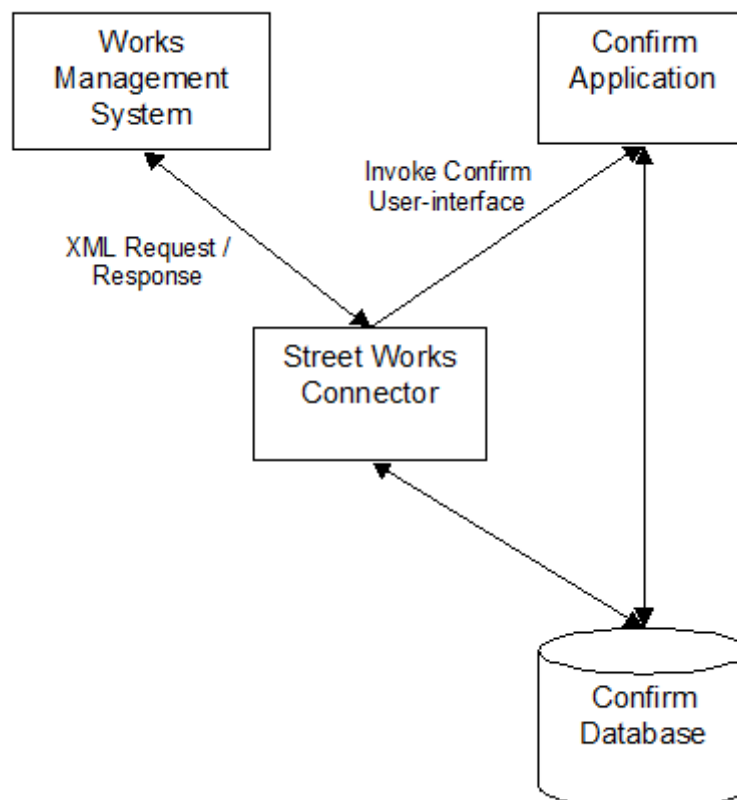 Works
Management
System
Confirm
Application
Invoke Confirm
User-interface
XML Request /
Response
Street Works
Connector
Confirm
Database